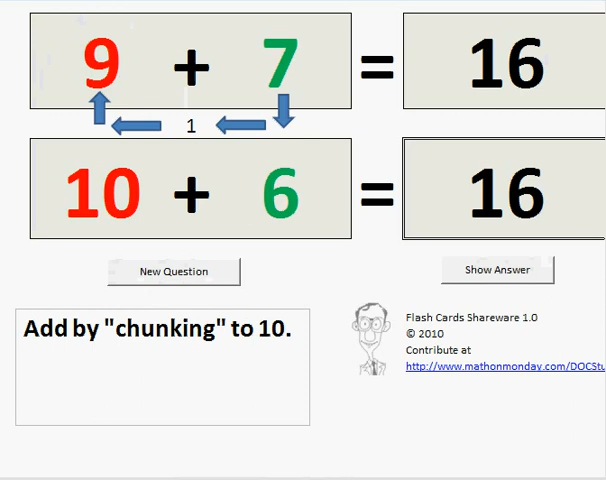 9 + 7 = 16
1
10 + 6 = 16
New Question
Show Answer
Add by "chunking" to 10.
Flash Cards Shareware 1.0
© 2010
Contribute at
http://www.mathonmonday.com/DOCStu